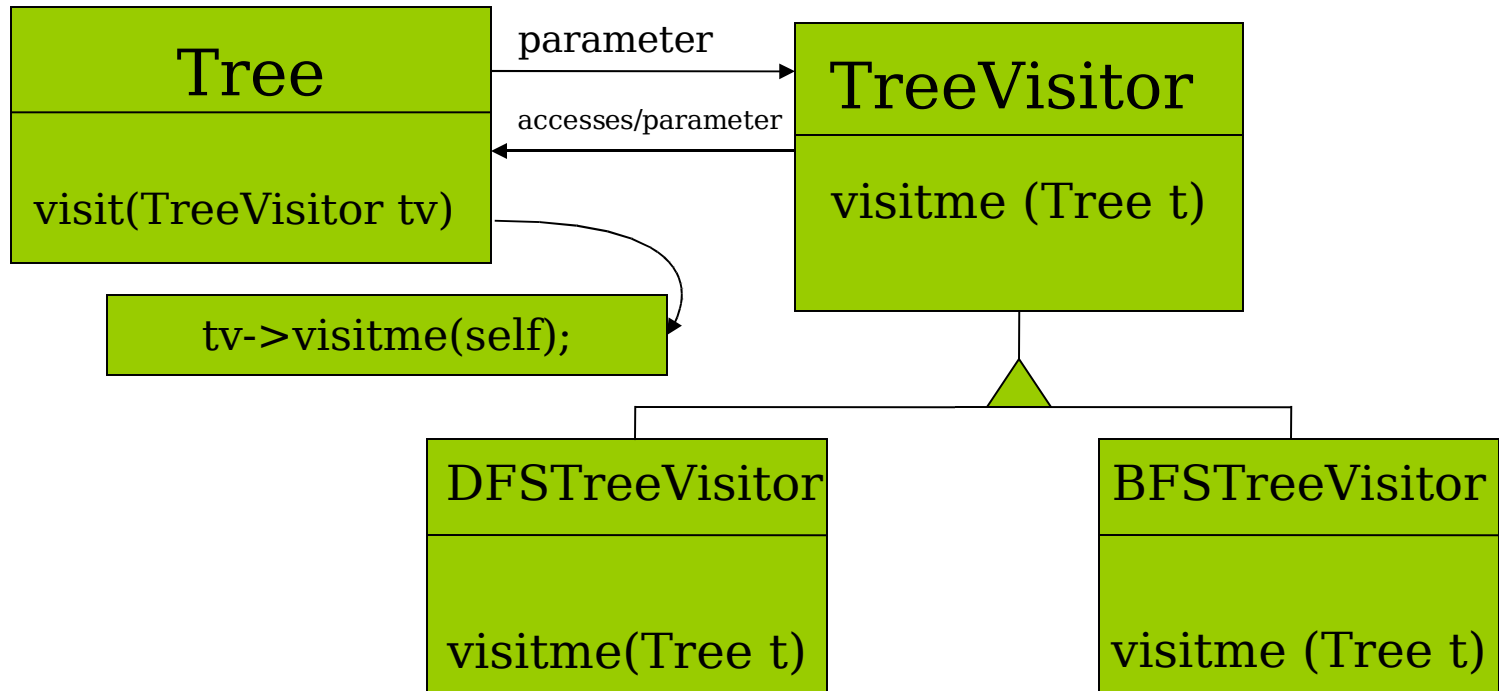 Tree
parameter
TreeVisitor
accesses/parameter
visit(TreeVisitor tv)
visitme (Tree t)
tv->visitme(self);
DFSTreeVisitor
BFSTreeVisitor
visitme(Tree t)
visitme (Tree t)